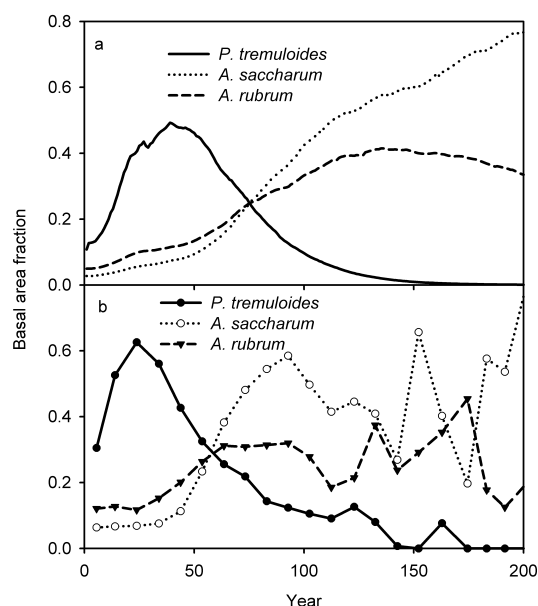 0.8
a
P. tremuloides
A. saccharum
A. rubrum
0.6
0.4
0.2
0.0
Basal area fraction
b
P. tremuloides
A. saccharum
A. rubrum
0.6
0.4
0.2
0.0
0 50 100 150 200
Year